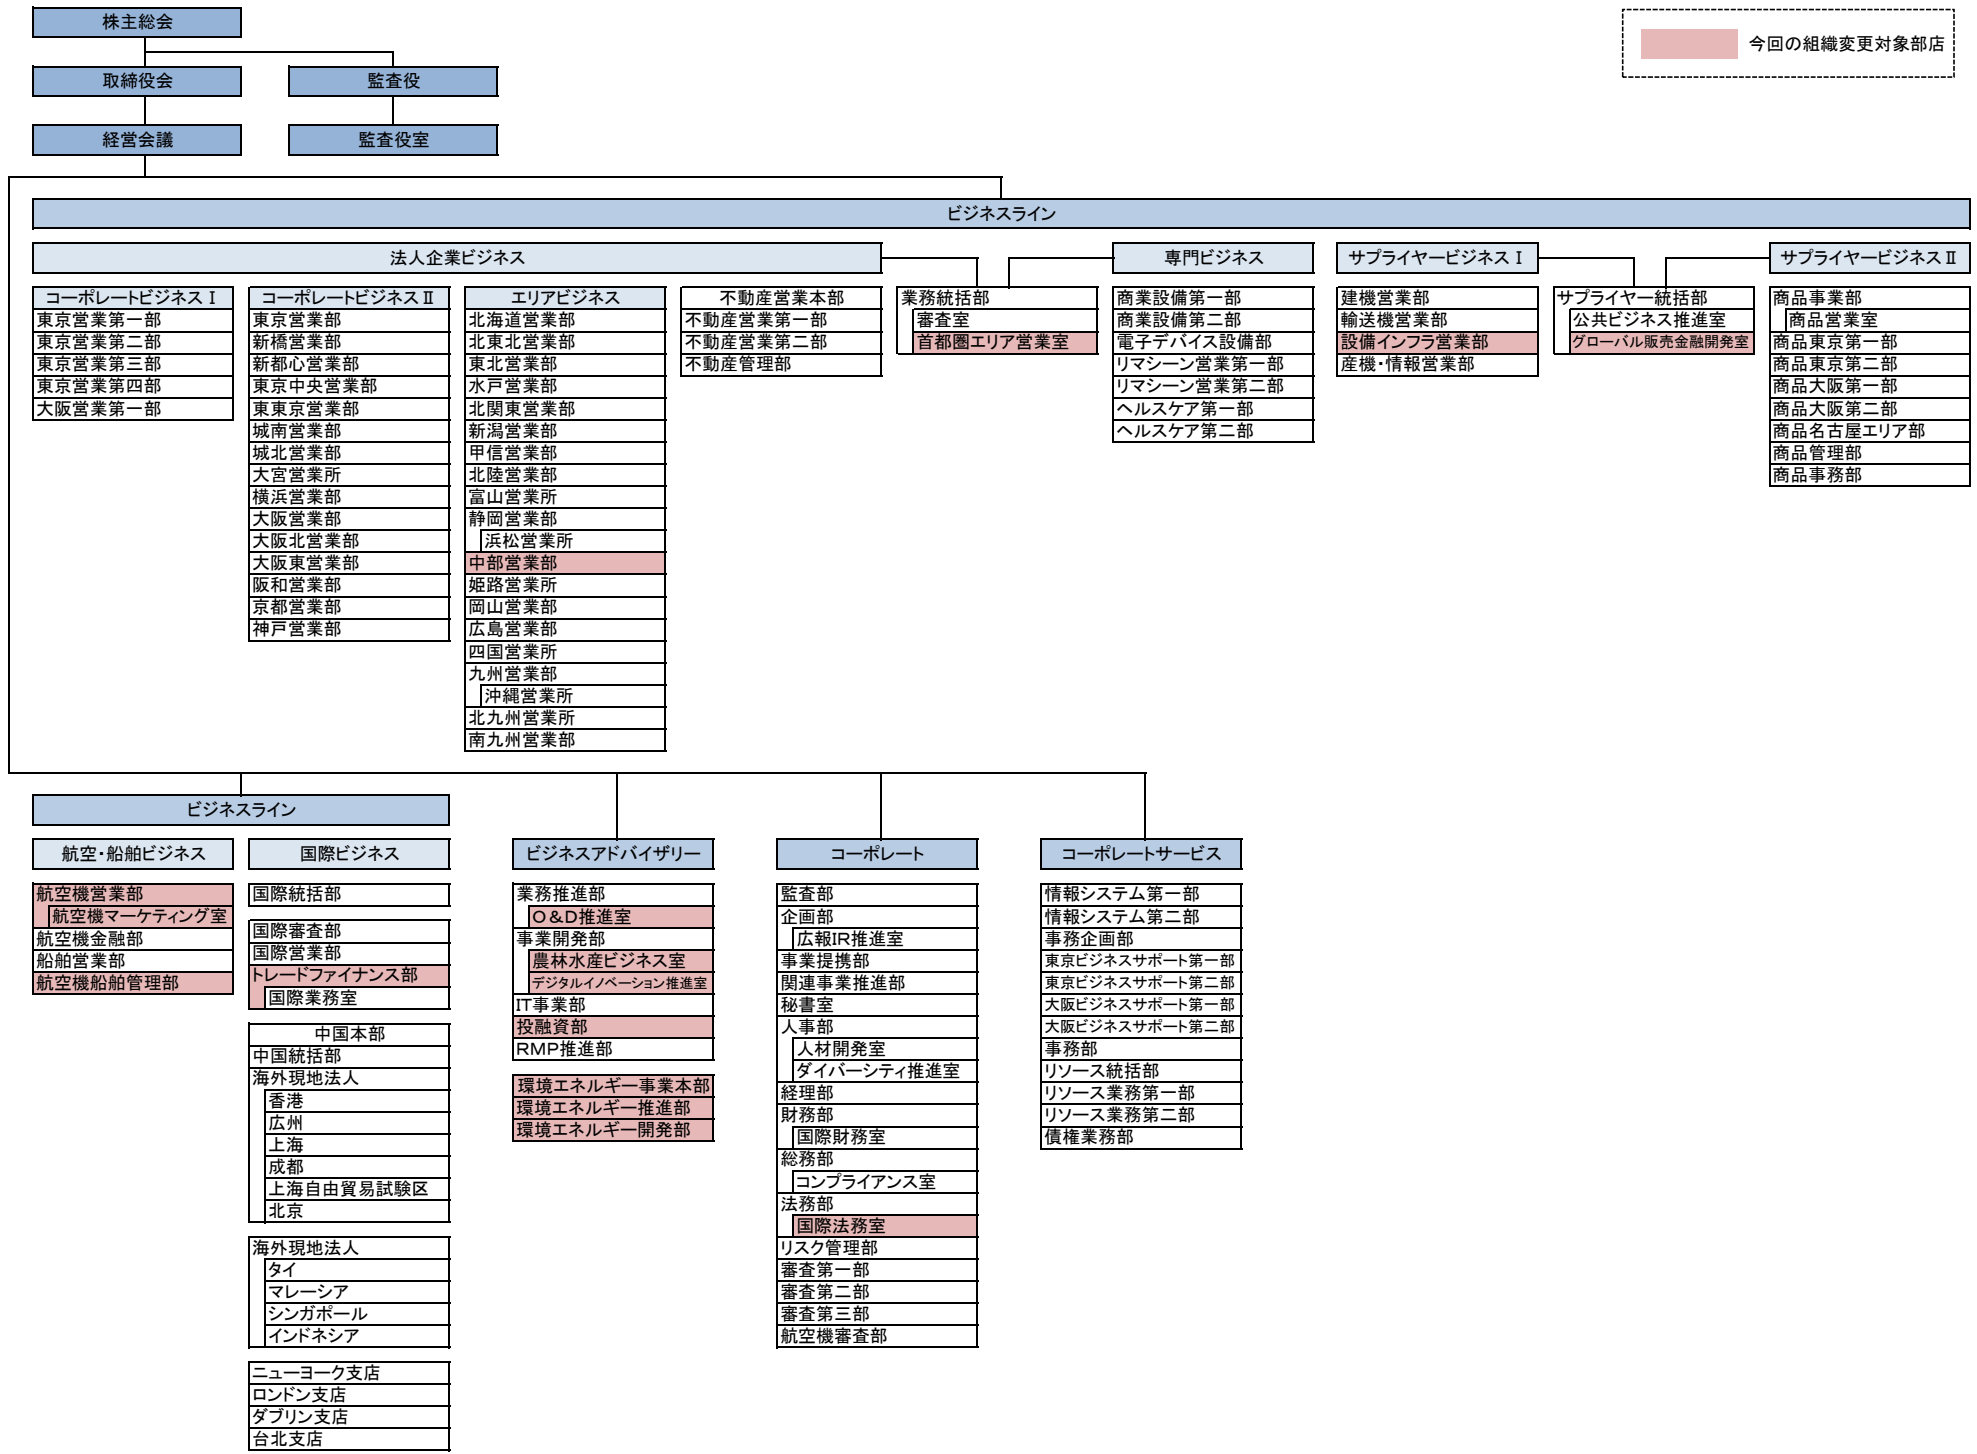 株主総会
今回の組織変更対象部店
取締役会
監査役
経営会議
監査役室
ビジネスライン
法人企業ビジネス
専門ビジネス
サプライヤービジネスⅠ
サプライヤービジネスⅡ
コーポレートビジネスⅠ
東京営業第一部
東京営業第二部
東京営業第三部
東京営業第四部
大阪営業第一部
コーポレートビジネスⅡ
東京営業部
新橋営業部
新都心営業部
東京中央営業部
東東京営業部
城南営業部
城北営業部
大宮営業所
横浜営業部
大阪営業部
大阪北営業部
大阪東営業部
阪和営業部
京都営業部
神戸営業部
エリアビジネス
北海道営業部
北東北営業部
東北営業部
水戸営業部
北関東営業部
新潟営業部
甲信営業部
北陸営業部
富山営業所
静岡営業部
浜松営業所
中部営業部
姫路営業所
岡山営業部
広島営業部
四国営業所
九州営業部
沖縄営業所
北九州営業所
南九州営業部
不動産営業本部
不動産営業第一部
不動産営業第二部
不動産管理部
業務統括部
審査室
首都圏エリア営業室
商業設備第一部
商業設備第二部
電子デバイス設備部
リマシーン営業第一部
リマシーン営業第二部
ヘルスケア第一部
ヘルスケア第二部
建機営業部
輸送機営業部
設備インフラ営業部
産機・情報営業部
サプライヤー統括部
公共ビジネス推進室
グローバル販売金融開発室
商品事業部
商品営業室
商品東京第一部
商品東京第二部
商品大阪第一部
商品大阪第二部
商品名古屋エリア部
商品管理部
商品事務部
ビジネスライン
航空・船舶ビジネス
国際ビジネス
ビジネスアドバイザリー
コーポレート
コーポレートサービス
航空機営業部
航空機マーケティング室
航空機金融部
船舶営業部
航空機船舶管理部
国際統括部
国際審査部
国際営業部
トレードファイナンス部
国際業務室
中国本部
中国統括部
海外現地法人
香港
広州
上海
成都
上海自由貿易試験区
北京
海外現地法人
タイ
マレーシア
シンガポール
インドネシア
ニューヨーク支店
ロンドン支店
ダブリン支店
台北支店
業務推進部
O&D推進室
事業開発部
農林水産ビジネス室
デジタルイノベーション推進室
IT事業部
投融資部
RMP推進部
環境エネルギー事業本部
環境エネルギー推進部
環境エネルギー開発部
監査部
企画部
広報IR推進室
事業提携部
関連事業推進部
秘書室
人事部
人材開発室
ダイバーシティ推進室
経理部
財務部
国際財務室
総務部
コンプライアンス室
法務部
国際法務室
リスク管理部
審査第一部
審査第二部
審査第三部
航空機審査部
情報システム第一部
情報システム第二部
事務企画部
東京ビジネスサポート第一部
東京ビジネスサポート第二部
大阪ビジネスサポート第一部
大阪ビジネスサポート第二部
事務部
リソース統括部
リソース業務第一部
リソース業務第二部
債権業務部